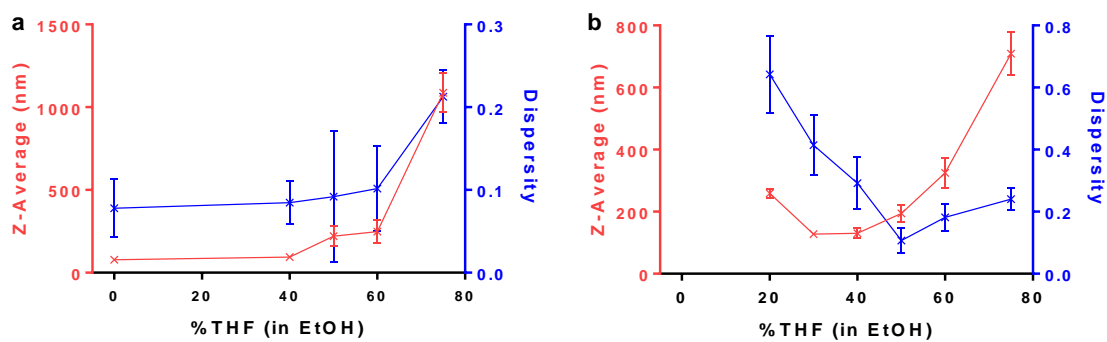 a
1500
1000
500
0
Z-Average (nm)
0.3
0.2
0.1
0.0
Dispersity
0 20 40 60 80
%THF (in EtOH)
b
800
600
400
200
0
Z-Average (nm)
0.8
0.6
0.4
0.2
0.0
Dispersity
0 20 40 60 80
%THF (in EtOH)